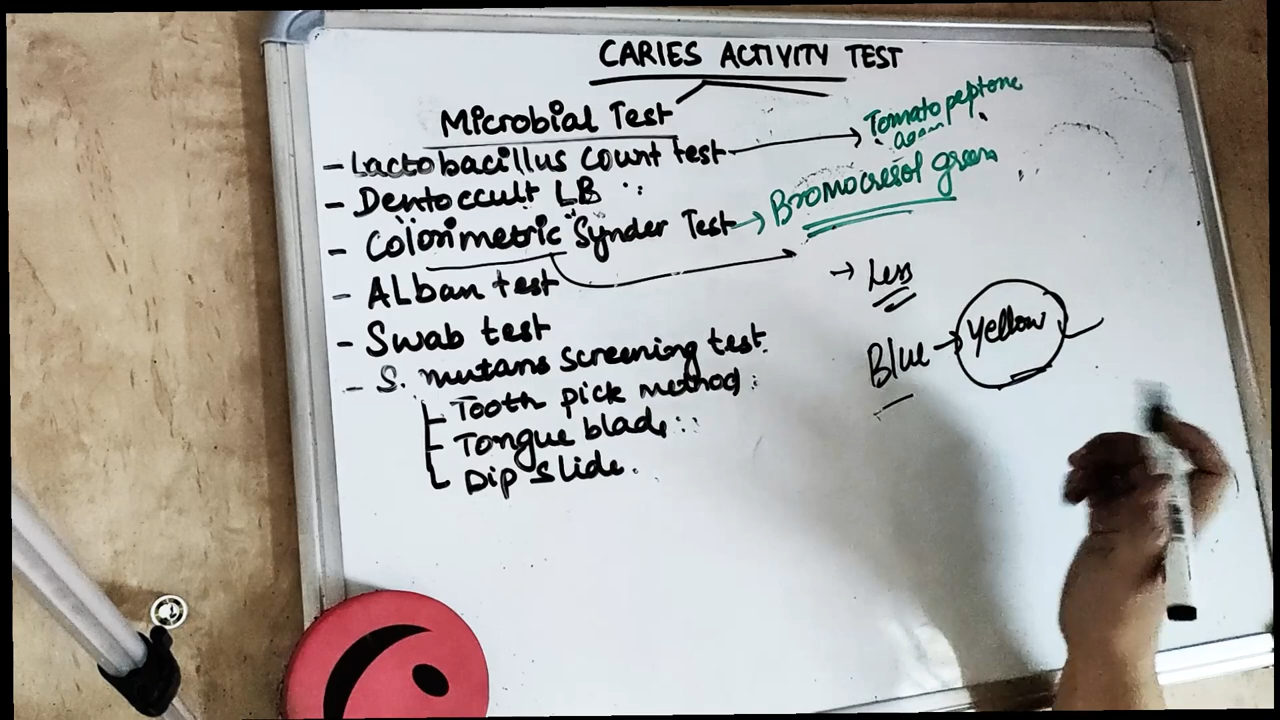 CARIES ACTIVITY TEST
Microbial Test
- Lactobacillus count test → Tomato peptone
agar
- Dentoccult LB
- Colorimetric Synder Test → Bromocresol green
- ALban test
→ Less
- Swab test
Blue → yellow
- S. mutans screening test.
Tooth pick method
Tongue blade
Dip slide.